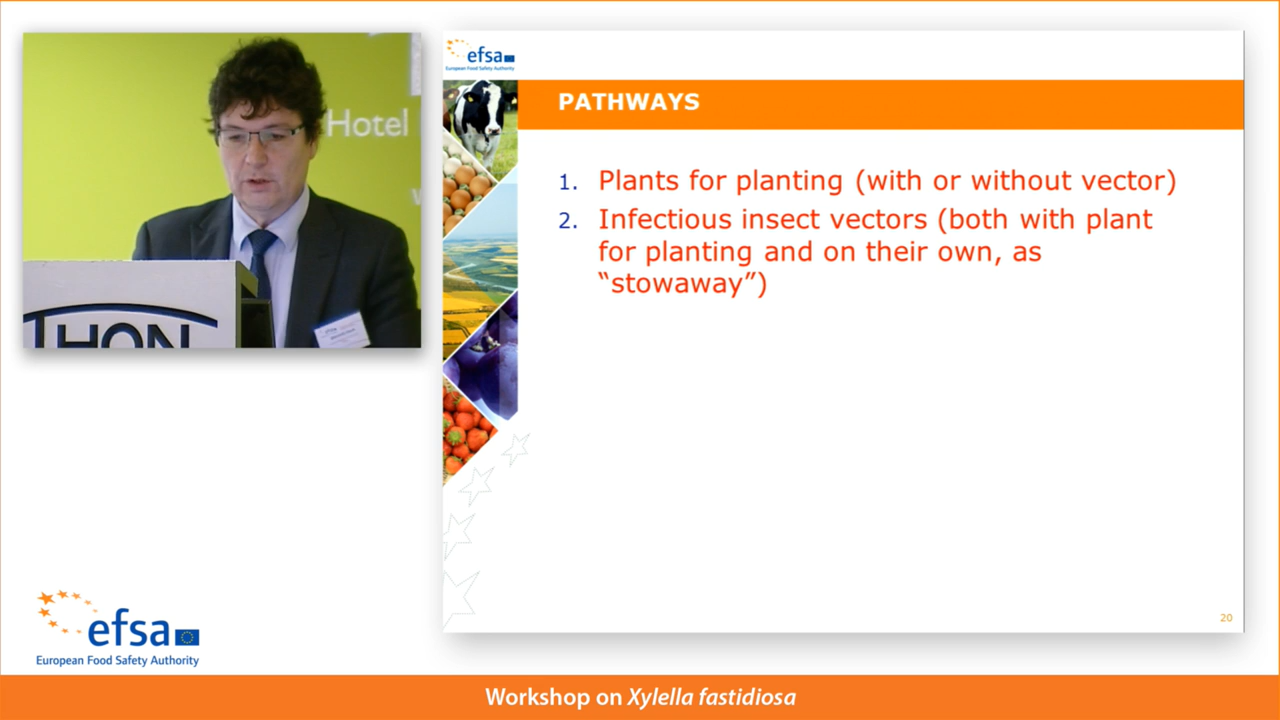 Hotel
THON
efsa
European Food Safety Authority
PATHWAYS
1. Plants for planting (with or without vector)
2. Infectious insect vectors (both with plant
for planting and on their own, as
“stowaway”)
20
efsa
European Food Safety Authority
Workshop on Xylella fastidiosa